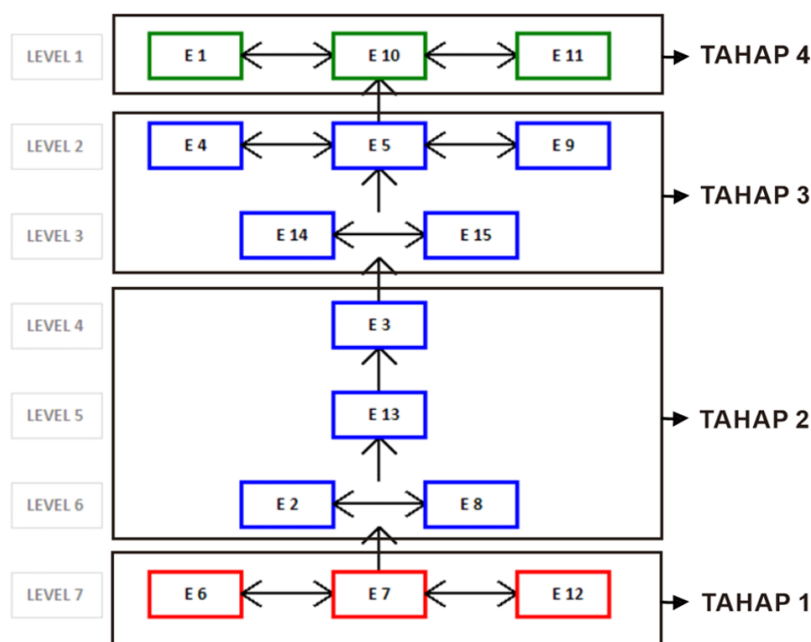 LEVEL 1 E 1 E 10 E 11 TAHAP 4
LEVEL 2 E 4 E 5 E 9
TAHAP 3
LEVEL 3 E 14 E 15
LEVEL 4 E 3
LEVEL 5 E 13 TAHAP 2
LEVEL 6 E 2 E 8
LEVEL 7 E 6 E 7 E 12 TAHAP 1